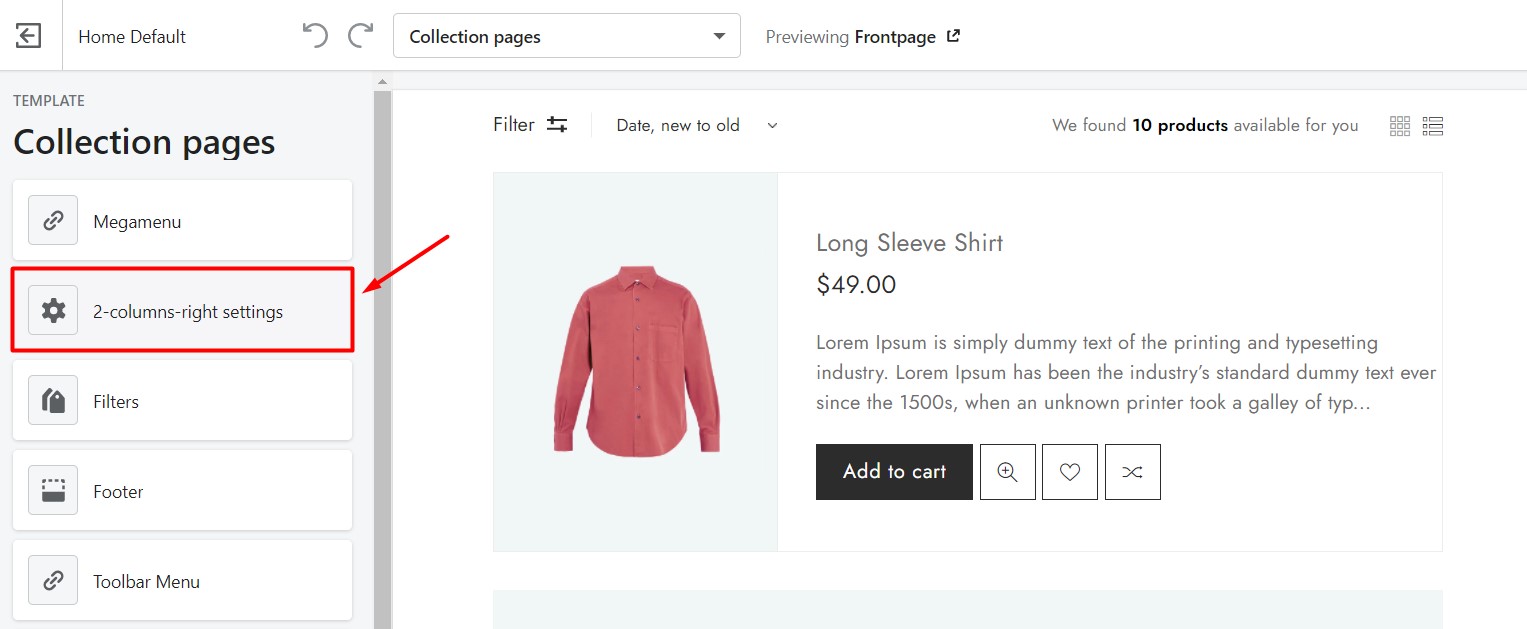 Home Default
Collection pages
Previewing Frontpage
TEMPLATE
Collection pages
Megamenu
2-columns-right settings
Filters
Footer
Toolbar Menu
Filter
Date, new to old
We found 10 products available for you
Long Sleeve Shirt
$49.00
Lorem Ipsum is simply dummy text of the printing and typesetting
industry. Lorem Ipsum has been the industry’s standard dummy text ever
since the 1500s, when an unknown printer took a galley of typ...
Add to cart